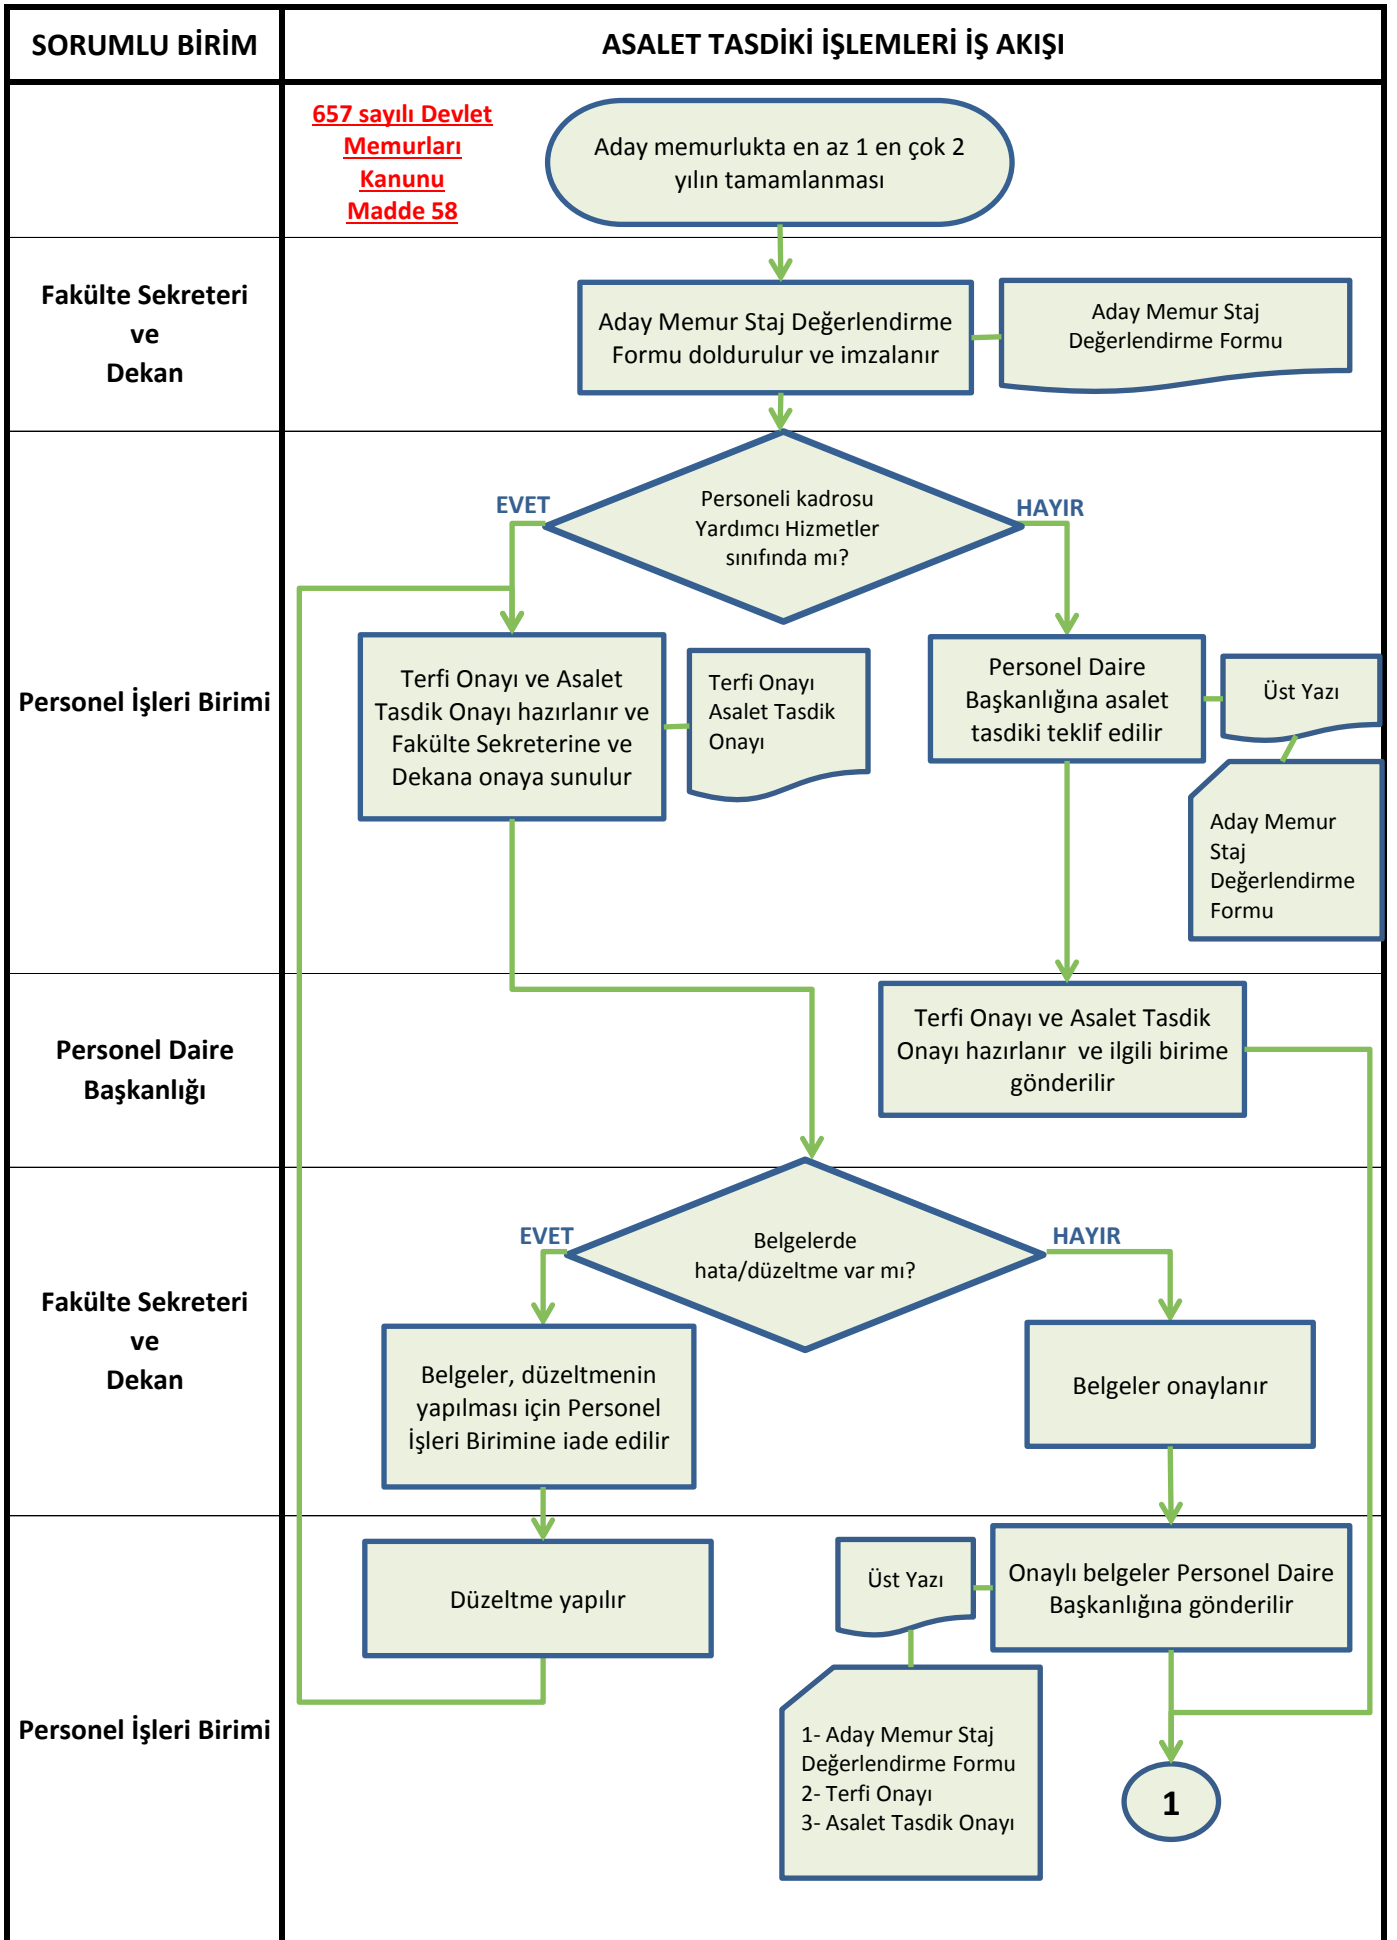 SORUMLU BİRİM
ASALET TASDİKİ İŞLEMLERİ İŞ AKIŞI
657 sayılı Devlet
Memurları
Kanunu
Madde 58
Aday memurlukta en az 1 en çok 2
yılın tamamlanması
Fakülte Sekreteri
ve
Dekan
Aday Memur Staj Değerlendirme
Formu doldurulur ve imzalanır
Aday Memur Staj
Değerlendirme Formu
Personel İşleri Birimi
EVET
Personeli kadrosu
Yardımcı Hizmetler
sınıfında mı?
HAYIR
Terfi Onayı ve Asalet
Tasdik Onayı hazırlanır ve
Fakülte Sekreterine ve
Dekana onaya sunulur
Terfi Onayı
Asalet Tasdik
Onayı
Personel Daire
Başkanlığına asalet
tasdiki teklif edilir
Üst Yazı
Aday Memur
Staj
Değerlendirme
Formu
Personel Daire
Başkanlığı
Terfi Onayı ve Asalet Tasdik
Onayı hazırlanır  ve ilgili birime
gönderilir
Fakülte Sekreteri
ve
Dekan
EVET
Belgelerde
hata/düzeltme var mı?
HAYIR
Belgeler, düzeltmenin
yapılması için Personel
İşleri Birimine iade edilir
Belgeler onaylanır
Personel İşleri Birimi
Düzeltme yapılır
Üst Yazı
Onaylı belgeler Personel Daire
Başkanlığına gönderilir
1- Aday Memur Staj
Değerlendirme Formu
2- Terfi Onayı
3- Asalet Tasdik Onayı
1